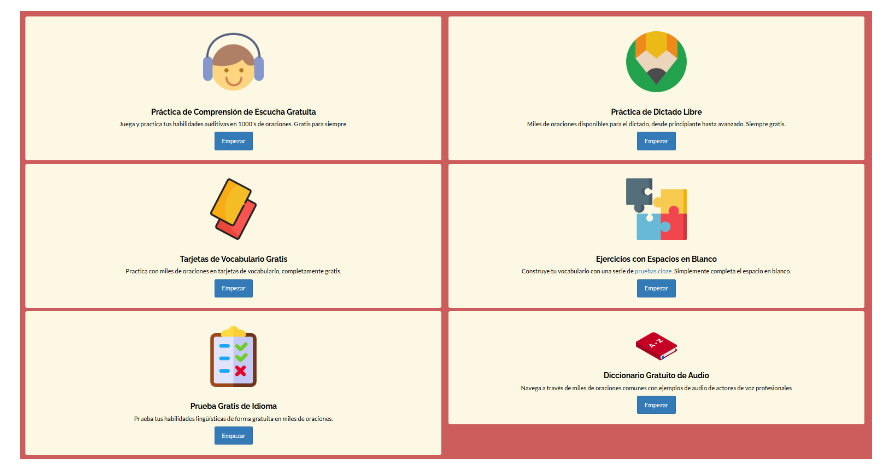 Práctica de Comprensión de Escucha Gratuita
Juega y practica tus habilidades auditivas en 1000's de oraciones. Gratis para siempre
Empezar
Práctica de Dictado Libre
Miles de oraciones disponibles para el dictado, desde principiante hasta avanzado. Siempre gratis.
Empezar
Tarjetas de Vocabulario Gratis
Practica con miles de oraciones en tarjetas de vocabulario, completamente gratis
Empezar
Ejercicios con Espacios en Blanco
Construye tu vocabulario con una serie de pruebas cloze. Simplemente completa el espacio en blanco.
Empezar
Prueba Gratis de Idioma
Prueba tus habilidades lingüísticas de forma gratuita en miles de oraciones.
Empezar
A-Z
Diccionario Gratuito de Audio
Navega a través de miles de oraciones comunes con ejemplos de audio de actores de voz profesionales
Empezar